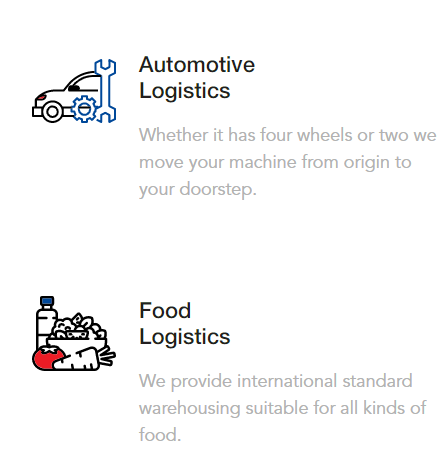 Automotive
Logistics
Whether it has four wheels or two we
move your machine from origin to
your doorstep.
Food
Logistics
We provide international standard
warehousing suitable for all kinds of
food.